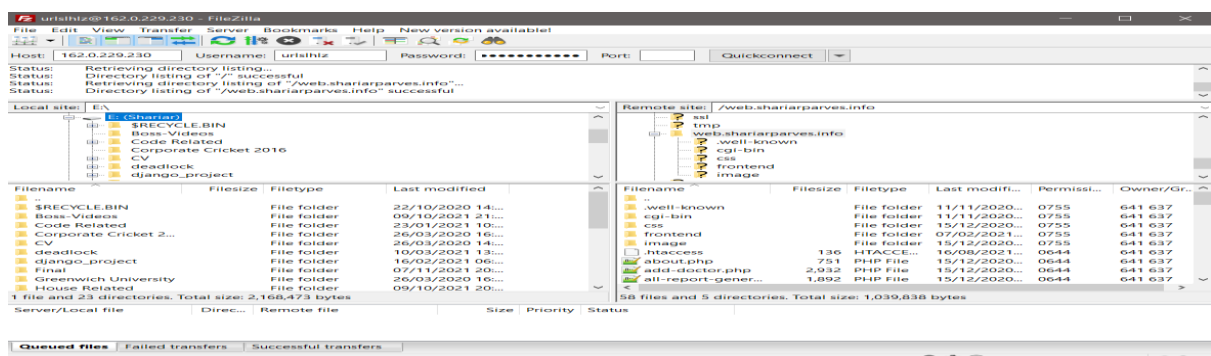 urlslhlz@162.0.229.230 - FileZilla
File Edit View Transfer Server Bookmarks Help New version available!
Host: 162.0.229.230 Username: urlslhlz Password: ●●●●●●●●●●● Port: Quickconnect
Status: Retrieving directory listing...
Status: Directory listing of "/" successful
Status: Retrieving directory listing of "/web.shariarparves.info"...
Status: Directory listing of "/web.shariarparves.info" successful
Local site: E:\
E: (Shariar)
$RECYCLE.BIN
Boss-Videos
Code Related
Corporate Cricket 2016
CV
deadlock
django_project
Remote site: /web.shariarparves.info
ssl
tmp
web.shariarparves.info
.well-known
cgi-bin
css
frontend
image
Filename Filesize Filetype Last modified
..
$RECYCLE.BIN File folder 22/10/2020 14:...
Boss-Videos File folder 09/10/2021 21:...
Code Related File folder 23/01/2021 10:...
Corporate Cricket 2... File folder 26/03/2020 16:...
CV File folder 26/03/2020 14:...
deadlock File folder 10/03/2021 13:...
django_project File folder 16/02/2021 06:...
Final File folder 07/11/2021 20:...
Greenwich University File folder 26/03/2020 16:...
House Related File folder 09/10/2021 20:...
1 file and 23 directories. Total size: 2,168,473 bytes
Filename Filesize Filetype Last modifi... Permissi... Owner/Gr...
..
.well-known File folder 11/11/2020... 0755 641 637
cgi-bin File folder 11/11/2020... 0755 641 637
css File folder 15/12/2020... 0755 641 637
frontend File folder 07/02/2021... 0755 641 637
image File folder 15/12/2020... 0755 641 637
.htaccess 136 HTACCE... 16/08/2021... 0644 641 637
about.php 751 PHP File 15/12/2020... 0644 641 637
add-doctor.php 2,932 PHP File 15/12/2020... 0644 641 637
all-report-gener... 1,892 PHP File 15/12/2020... 0644 641 637
58 files and 5 directories. Total size: 1,039,838 bytes
Server/Local file Direc... Remote file Size Priority Status
Queued files Failed transfers Successful transfers